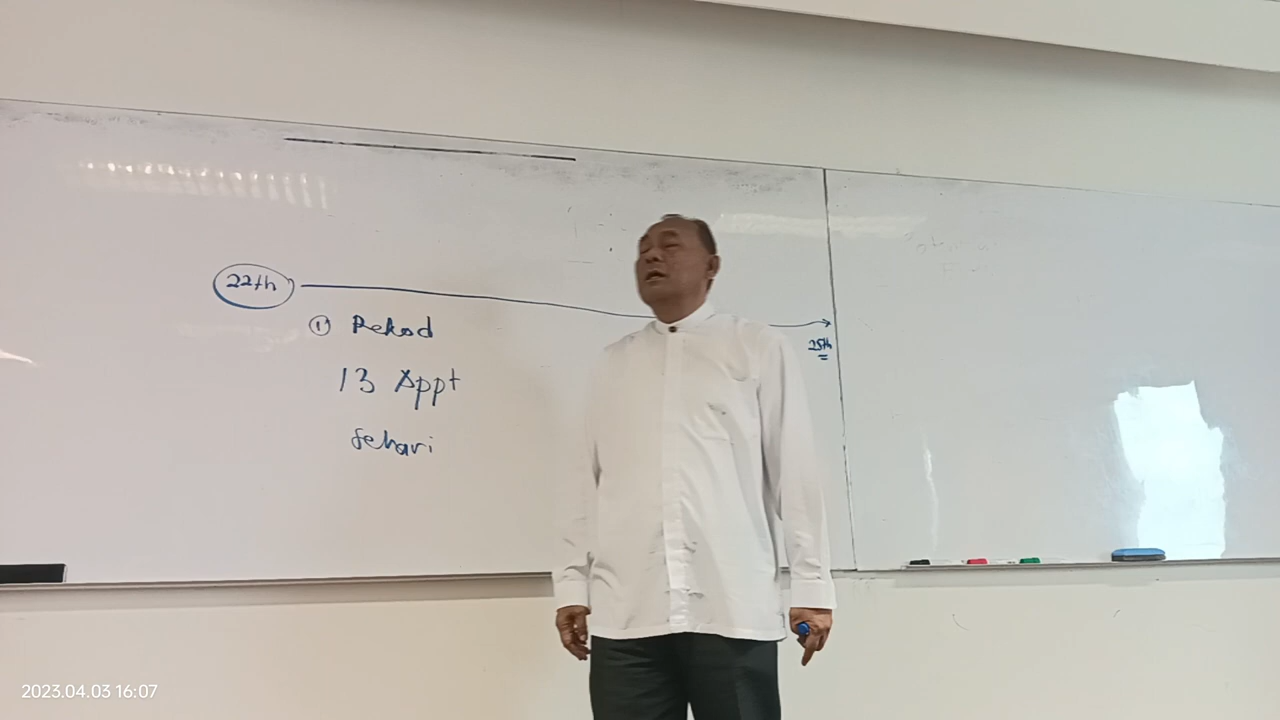 22th
25th
① Rekod
13 Appt
Sehari
2023.04.03 16:07